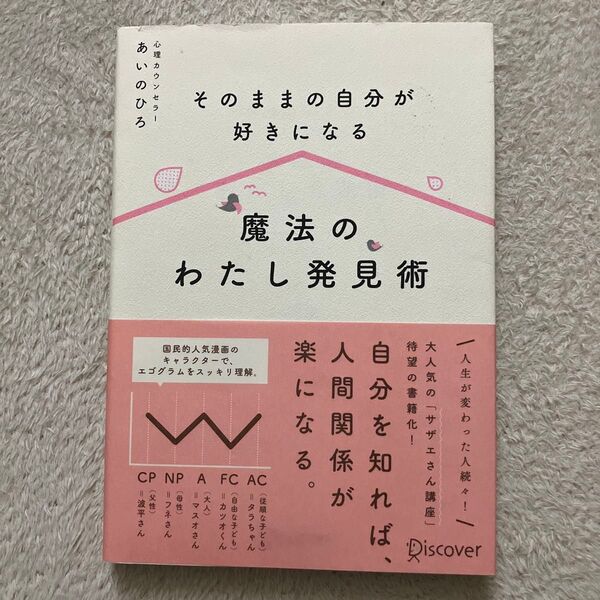 心理カウンセラー
あいのひろ
そのままの自分が
好きになる
魔法の
わたし発見術
人生が変わった人続々!
大人気の「サザエさん講座」
待望の書籍化!
自分を知れば、
人間関係が
楽になる。
国民的人気漫画の
キャラクターで、
エゴグラムをスッキリ理解。
CP NP A FC AC
(父性)
=波平さん
(母性)
=フネさん
(大人)
=マスオさん
(自由な子ども)
=カツオくん
(従順な子ども)
=タラちゃん
Discover